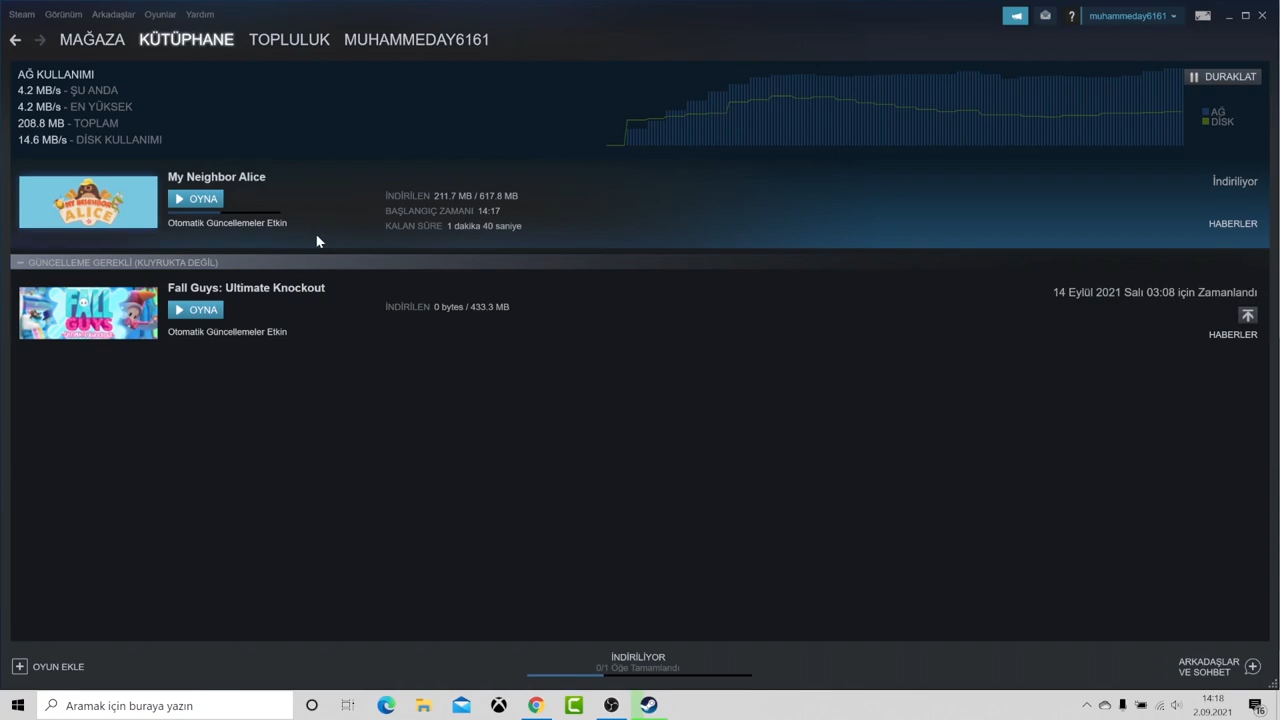 Steam Görünüm Arkadaşlar Oyunlar Yardım
muhammeday6161
MAĞAZA KÜTÜPHANE TOPLULUK MUHAMMEDAY6161
AĞ KULLANIMI
4.2 MB/s - ŞU ANDA
4.2 MB/s - EN YÜKSEK
208.8 MB - TOPLAM
14.6 MB/s - DİSK KULLANIMI
DURAKLAT
AĞ
DİSK
MY NEIGHBOR
ALICE
My Neighbor Alice
OYNA
Otomatik Güncellemeler Etkin
İNDİRİLEN 211.7 MB / 617.8 MB
BAŞLANGIÇ ZAMANI 14:17
KALAN SÜRE 1 dakika 40 saniye
İndiriliyor
HABERLER
GÜNCELLEME GEREKLİ (KUYRUKTA DEĞİL)
FALL
GUYS
Fall Guys: Ultimate Knockout
OYNA
Otomatik Güncellemeler Etkin
İNDİRİLEN 0 bytes / 433.3 MB
14 Eylül 2021 Salı 03:08 için Zamanlandı
HABERLER
OYUN EKLE
İNDİRİLİYOR
0/1 Öğe Tamamlandı
ARKADAŞLAR
VE SOHBET
Aramak için buraya yazın
14:18
2.09.2021
16